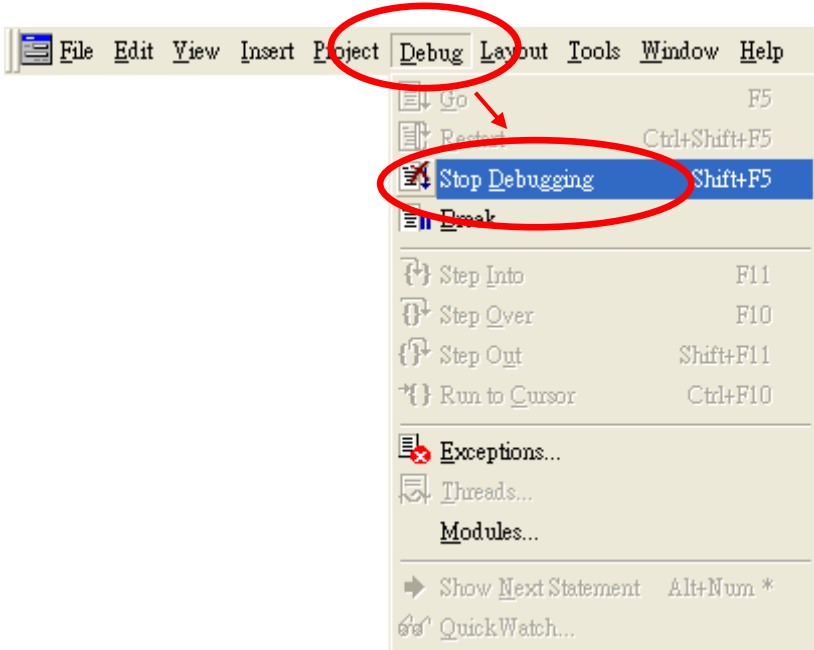 File Edit View Insert Project Debug Layout Tools Window Help
Go F5
Restart Ctrl+Shift+F5
Stop Debugging Shift+F5
Break
Step Into F11
Step Over F10
Step Out Shift+F11
Run to Cursor Ctrl+F10
Exceptions...
Threads...
Modules...
Show Next Statement Alt+Num *
QuickWatch...